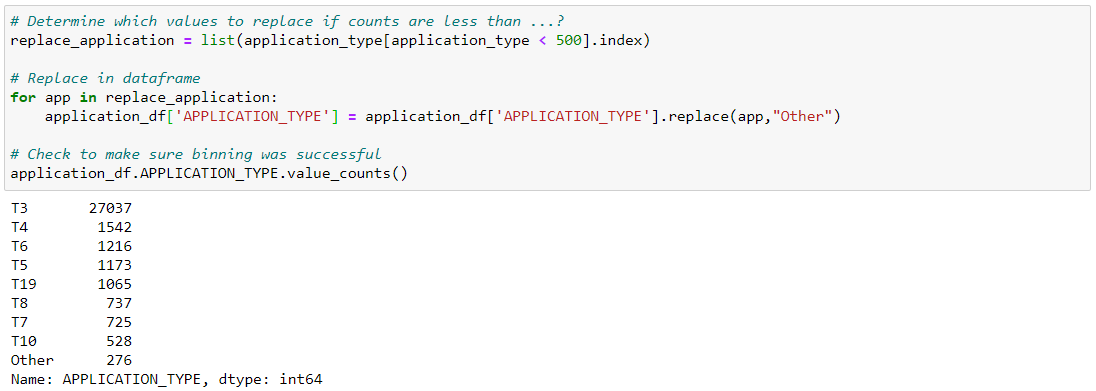 # Determine which values to replace if counts are less than ...?
replace_application = list(application_type[application_type < 500].index)
# Replace in dataframe
for app in replace_application:
    application_df['APPLICATION_TYPE'] = application_df['APPLICATION_TYPE'].replace(app,"Other")
# Check to make sure binning was successful
application_df.APPLICATION_TYPE.value_counts()
T3       27037
T4        1542
T6        1216
T5        1173
T19       1065
T8         737
T7         725
T10        528
Other      276
Name: APPLICATION_TYPE, dtype: int64